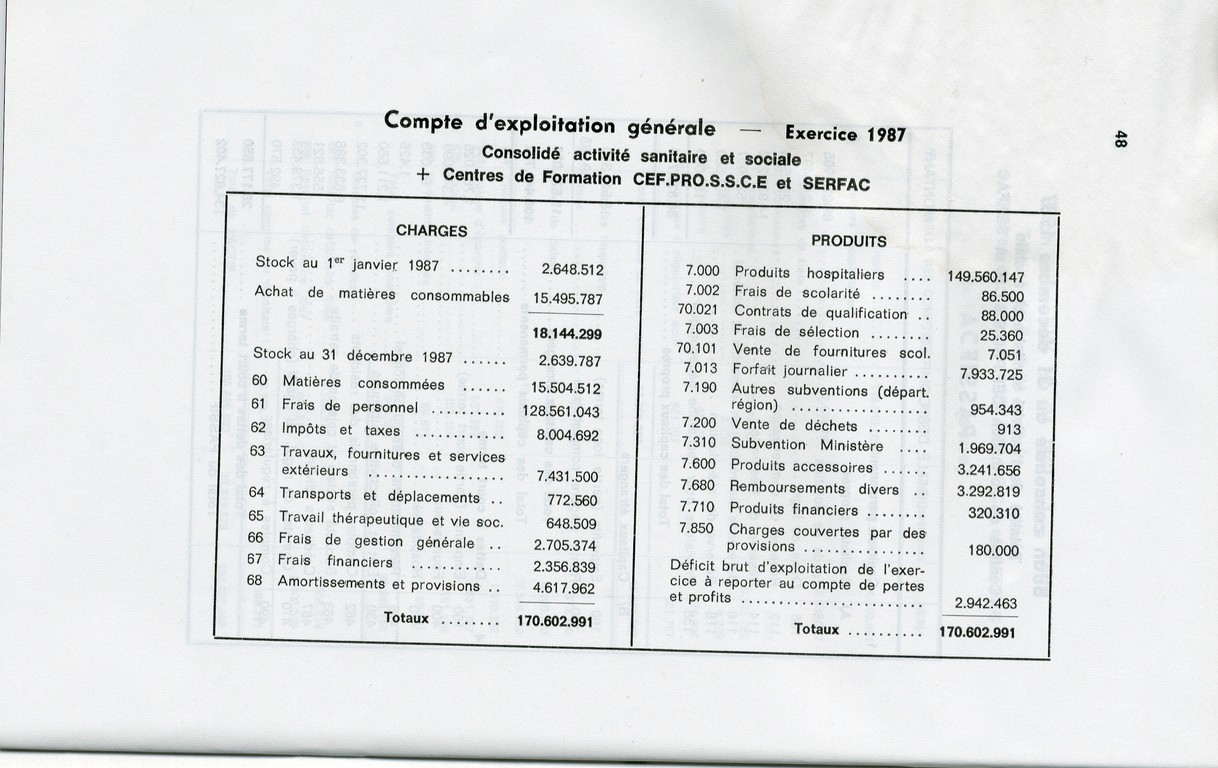 48
Compte d'exploitation générale — Exercice 1987
Consolidé activité sanitaire et sociale
+ Centres de Formation CEF.PRO.S.S.C.E et SERFAC
CHARGES
Stock au 1er janvier 1987 ........ 2.648.512
Achat de matières consommables 15.495.787
18.144.299
Stock au 31 décembre 1987 ...... 2.639.787
60 Matières consommées ...... 15.504.512
61 Frais de personnel .......... 128.561.043
62 Impôts et taxes ............ 8.004.692
63 Travaux, fournitures et services
extérieurs .................. 7.431.500
64 Transports et déplacements .. 772.560
65 Travail thérapeutique et vie soc. 648.509
66 Frais de gestion générale .. 2.705.374
67 Frais financiers ............ 2.356.839
68 Amortissements et provisions .. 4.617.962
Totaux ........ 170.602.991
PRODUITS
7.000 Produits hospitaliers .... 149.560.147
7.002 Frais de scolarité ........ 86.500
70.021 Contrats de qualification .. 88.000
7.003 Frais de sélection ........ 25.360
70.101 Vente de fournitures scol. 7.051
7.013 Forfait journalier .......... 7.933.725
7.190 Autres subventions (départ.
région) .................. 954.343
7.200 Vente de déchets ........ 913
7.310 Subvention Ministère .... 1.969.704
7.600 Produits accessoires ...... 3.241.656
7.680 Remboursements divers .. 3.292.819
7.710 Produits financiers ........ 320.310
7.850 Charges couvertes par des
provisions ................ 180.000
Déficit brut d'exploitation de l'exer-
cice à reporter au compte de pertes
et profits ........................ 2.942.463
Totaux .......... 170.602.991